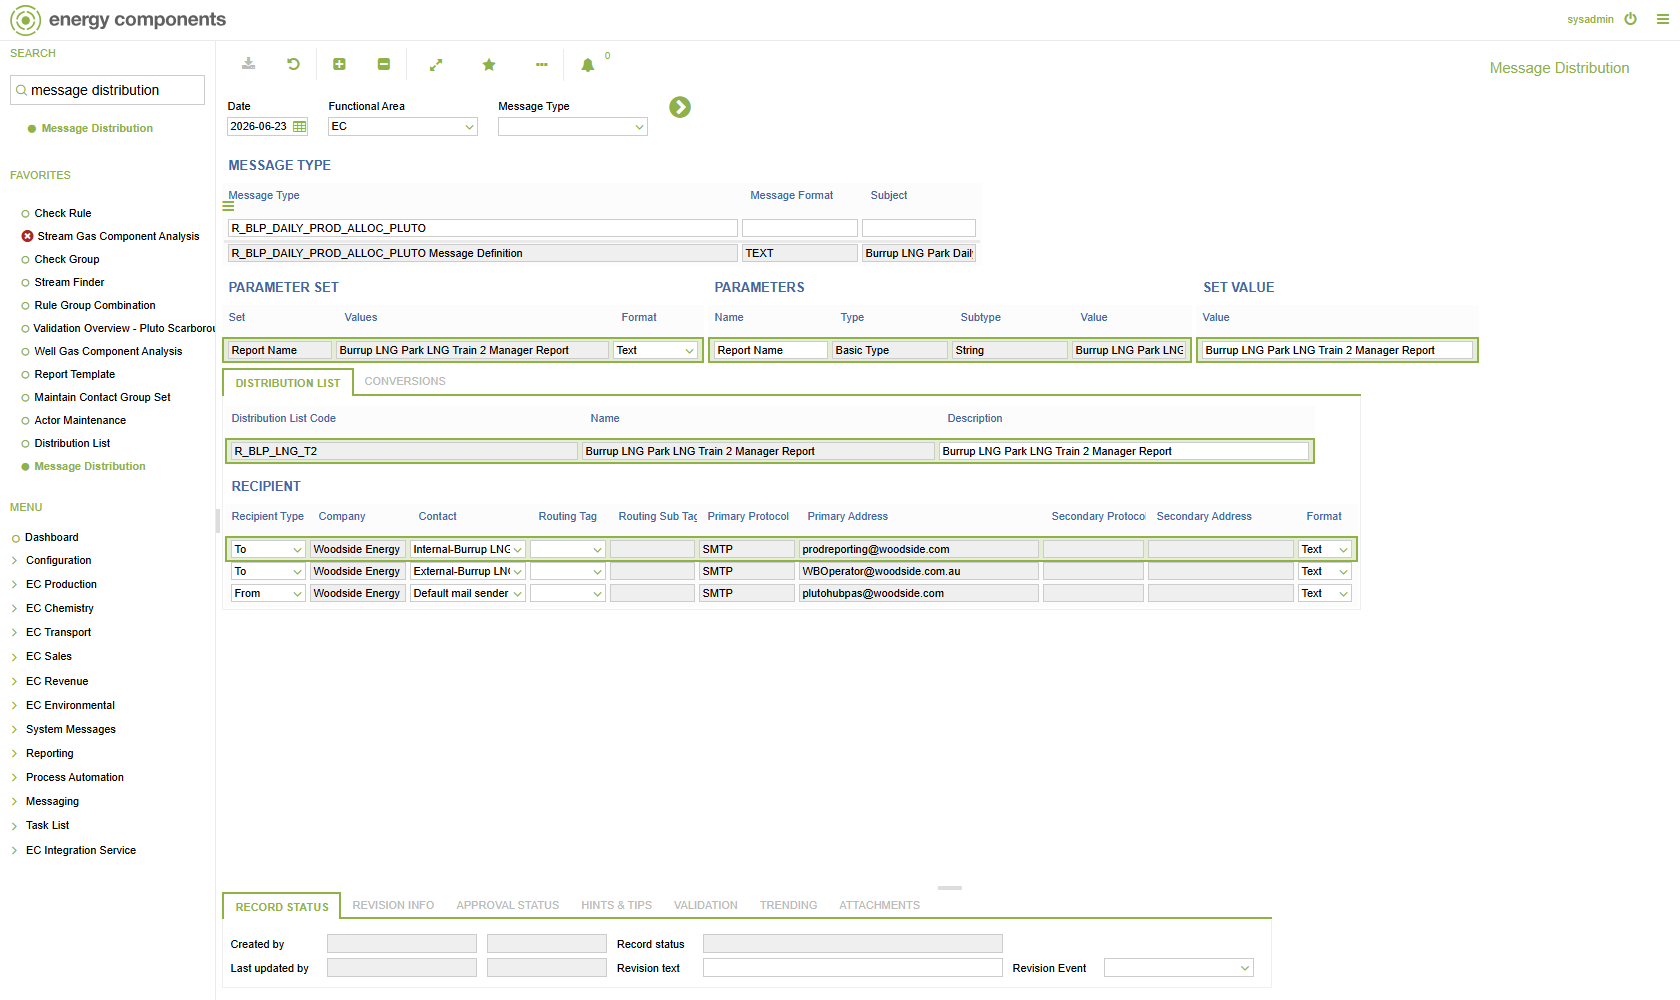 energy components
sysadmin
SEARCH
message distribution
Message Distribution
FAVORITES
Check Rule
Stream Gas Component Analysis
Check Group
Stream Finder
Rule Group Combination
Validation Overview - Pluto Scarborou
Well Gas Component Analysis
Report Template
Maintain Contact Group Set
Actor Maintenance
Distribution List
Message Distribution
MENU
Dashboard
Configuration
EC Production
EC Chemistry
EC Transport
EC Sales
EC Revenue
EC Environmental
System Messages
Reporting
Process Automation
Messaging
Task List
EC Integration Service
0
Message Distribution
Date Functional Area Message Type
2026-06-23 EC
MESSAGE TYPE
Message Type Message Format Subject
R_BLP_DAILY_PROD_ALLOC_PLUTO
R_BLP_DAILY_PROD_ALLOC_PLUTO Message Definition TEXT Burrup LNG Park Dail
PARAMETER SET PARAMETERS SET VALUE
Set Values Format Name Type Subtype Value Value
Report Name Burrup LNG Park LNG Train 2 Manager Report Text Report Name Basic Type String Burrup LNG Park LNG Burrup LNG Park LNG Train 2 Manager Report
DISTRIBUTION LIST CONVERSIONS
Distribution List Code Name Description
R_BLP_LNG_T2 Burrup LNG Park LNG Train 2 Manager Report Burrup LNG Park LNG Train 2 Manager Report
RECIPIENT
Recipient Type Company Contact Routing Tag Routing Sub Tag Primary Protocol Primary Address Secondary Protocol Secondary Address Format
To Woodside Energy Internal-Burrup LNG SMTP prodreporting@woodside.com Text
To Woodside Energy External-Burrup LNG SMTP WBOperator@woodside.com.au Text
From Woodside Energy Default mail sender SMTP plutohubpas@woodside.com Text
RECORD STATUS REVISION INFO APPROVAL STATUS HINTS & TIPS VALIDATION TRENDING ATTACHMENTS
Created by Record status
Last updated by Revision text Revision Event